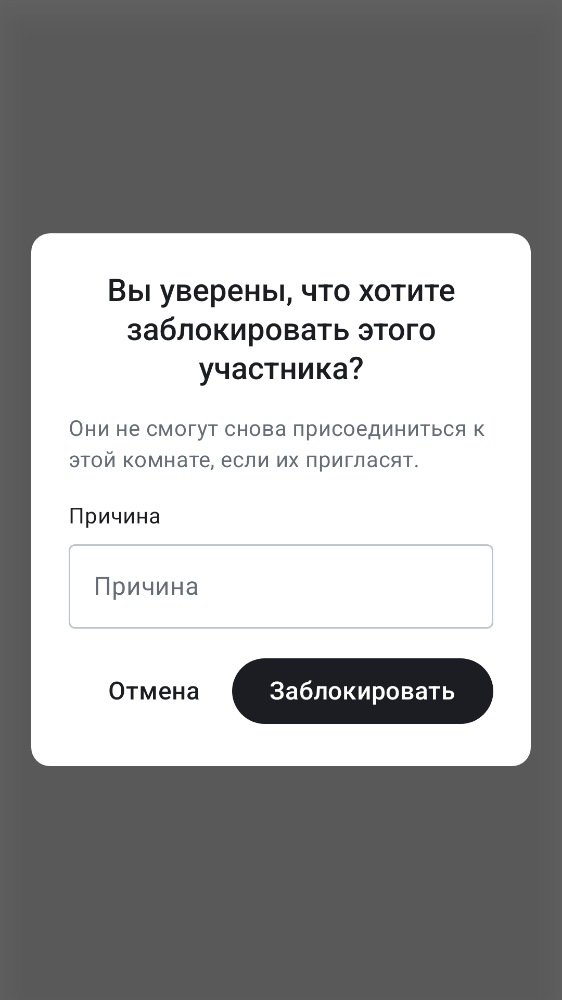 Вы уверены, что хотите
заблокировать этого
участника?
Они не смогут снова присоединиться к
этой комнате, если их пригласят.
Причина
Причина
Отмена
Заблокировать